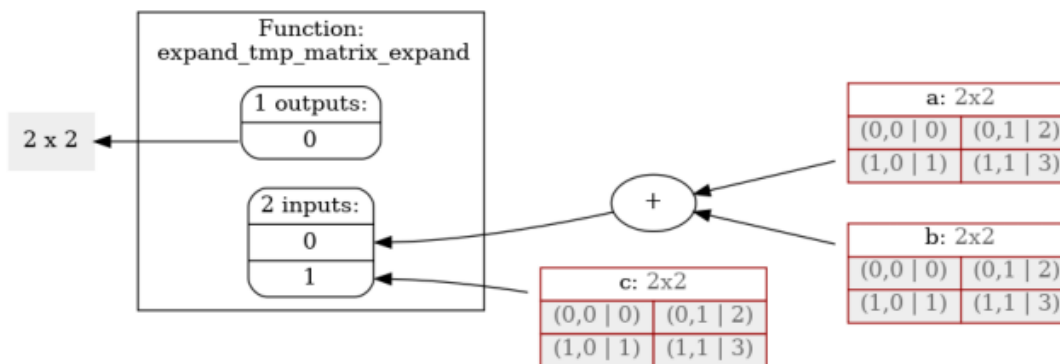 Function:
expand_tmp_matrix_expand
1 outputs:
0
2 x 2
2 inputs:
0
1
+
a: 2x2
(0,0 | 0) (0,1 | 2)
(1,0 | 1) (1,1 | 3)
b: 2x2
(0,0 | 0) (0,1 | 2)
(1,0 | 1) (1,1 | 3)
c: 2x2
(0,0 | 0) (0,1 | 2)
(1,0 | 1) (1,1 | 3)